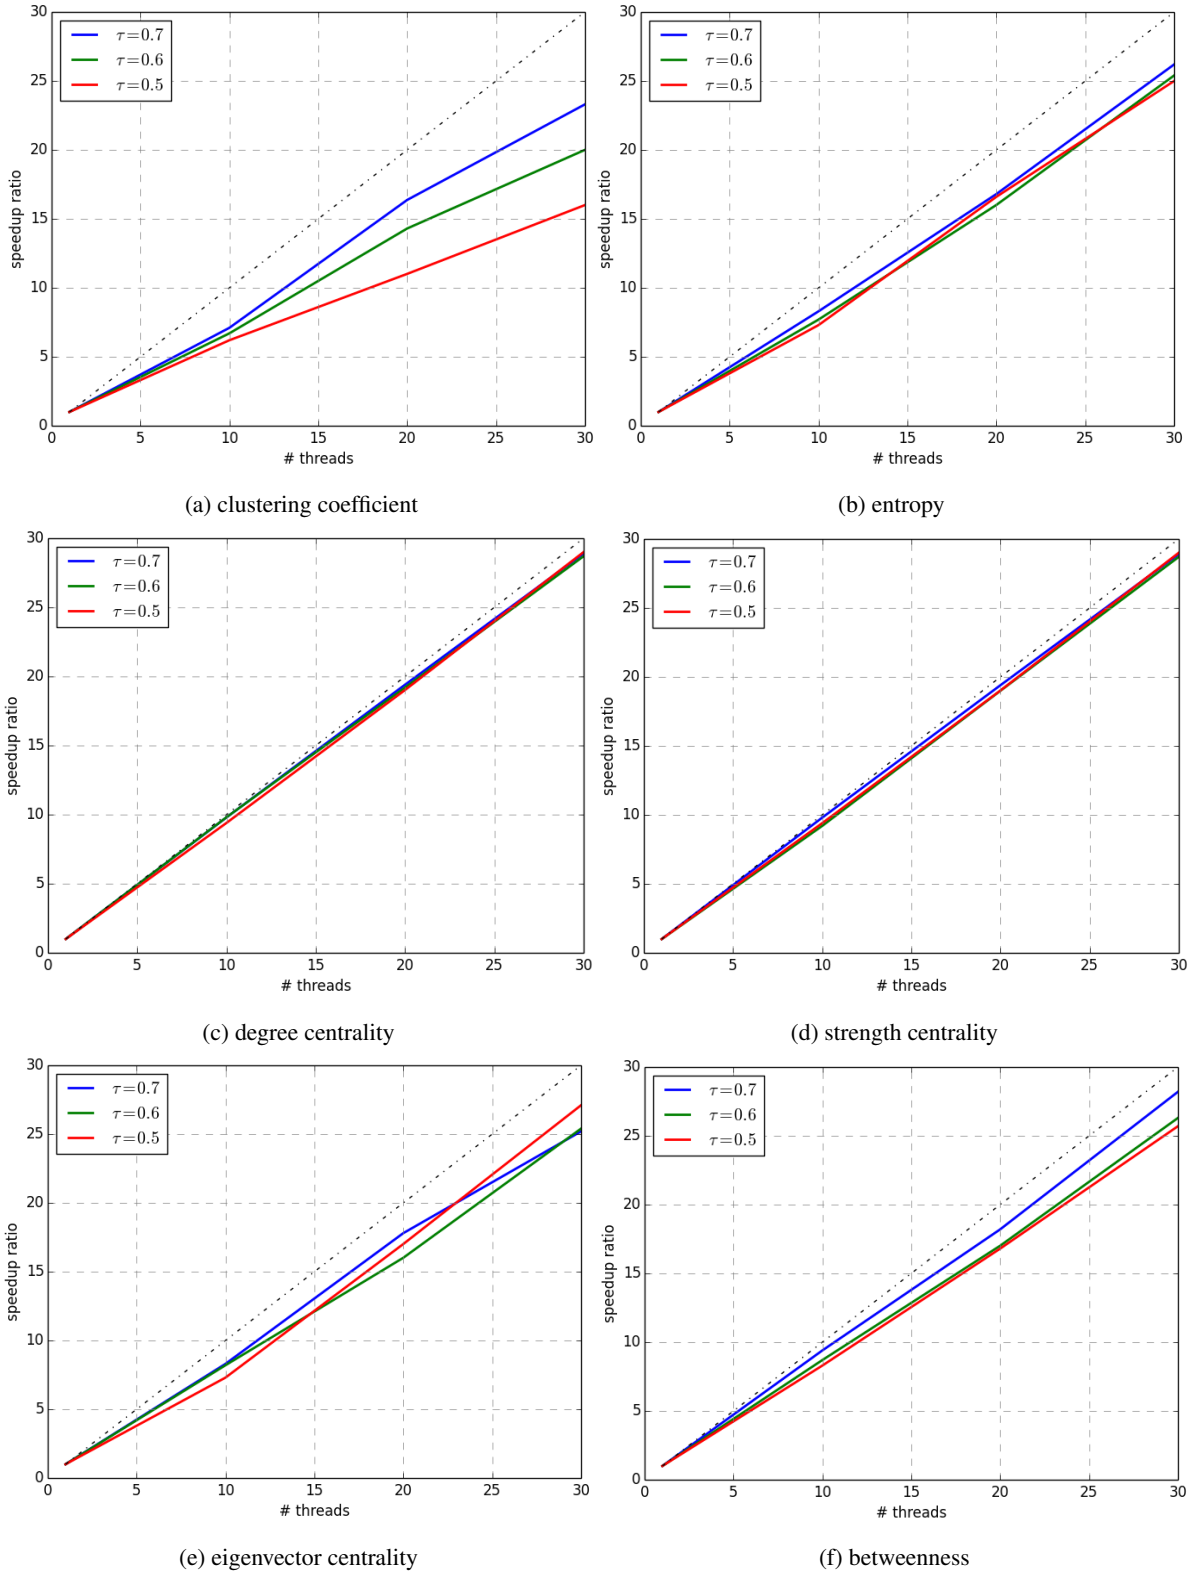 30
25
20
15
10
5
0
speedup ratio
τ=0.7
τ=0.6
τ=0.5
0 5 10 15 20 25 30
# threads
(a) clustering coefficient
30
25
20
15
10
5
0
speedup ratio
τ=0.7
τ=0.6
τ=0.5
0 5 10 15 20 25 30
# threads
(b) entropy
30
25
20
15
10
5
0
speedup ratio
τ=0.7
τ=0.6
τ=0.5
0 5 10 15 20 25 30
# threads
(c) degree centrality
30
25
20
15
10
5
0
speedup ratio
τ=0.7
τ=0.6
τ=0.5
0 5 10 15 20 25 30
# threads
(d) strength centrality
30
25
20
15
10
5
0
speedup ratio
τ=0.7
τ=0.6
τ=0.5
0 5 10 15 20 25 30
# threads
(e) eigenvector centrality
30
25
20
15
10
5
0
speedup ratio
τ=0.7
τ=0.6
τ=0.5
0 5 10 15 20 25 30
# threads
(f) betweenness